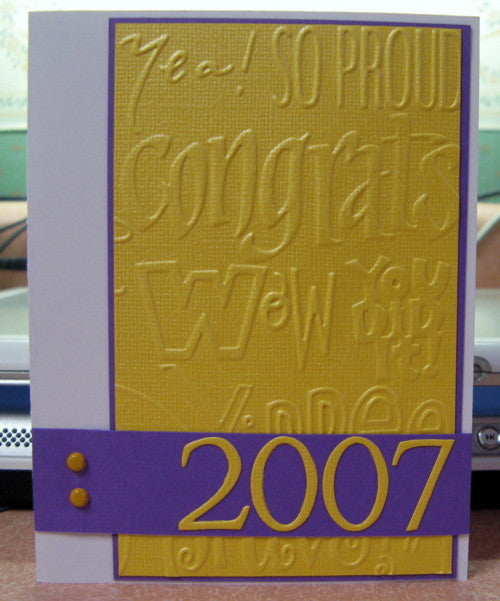 Yea! SO PROUD
congrats
WoW YOU DID It!
2007